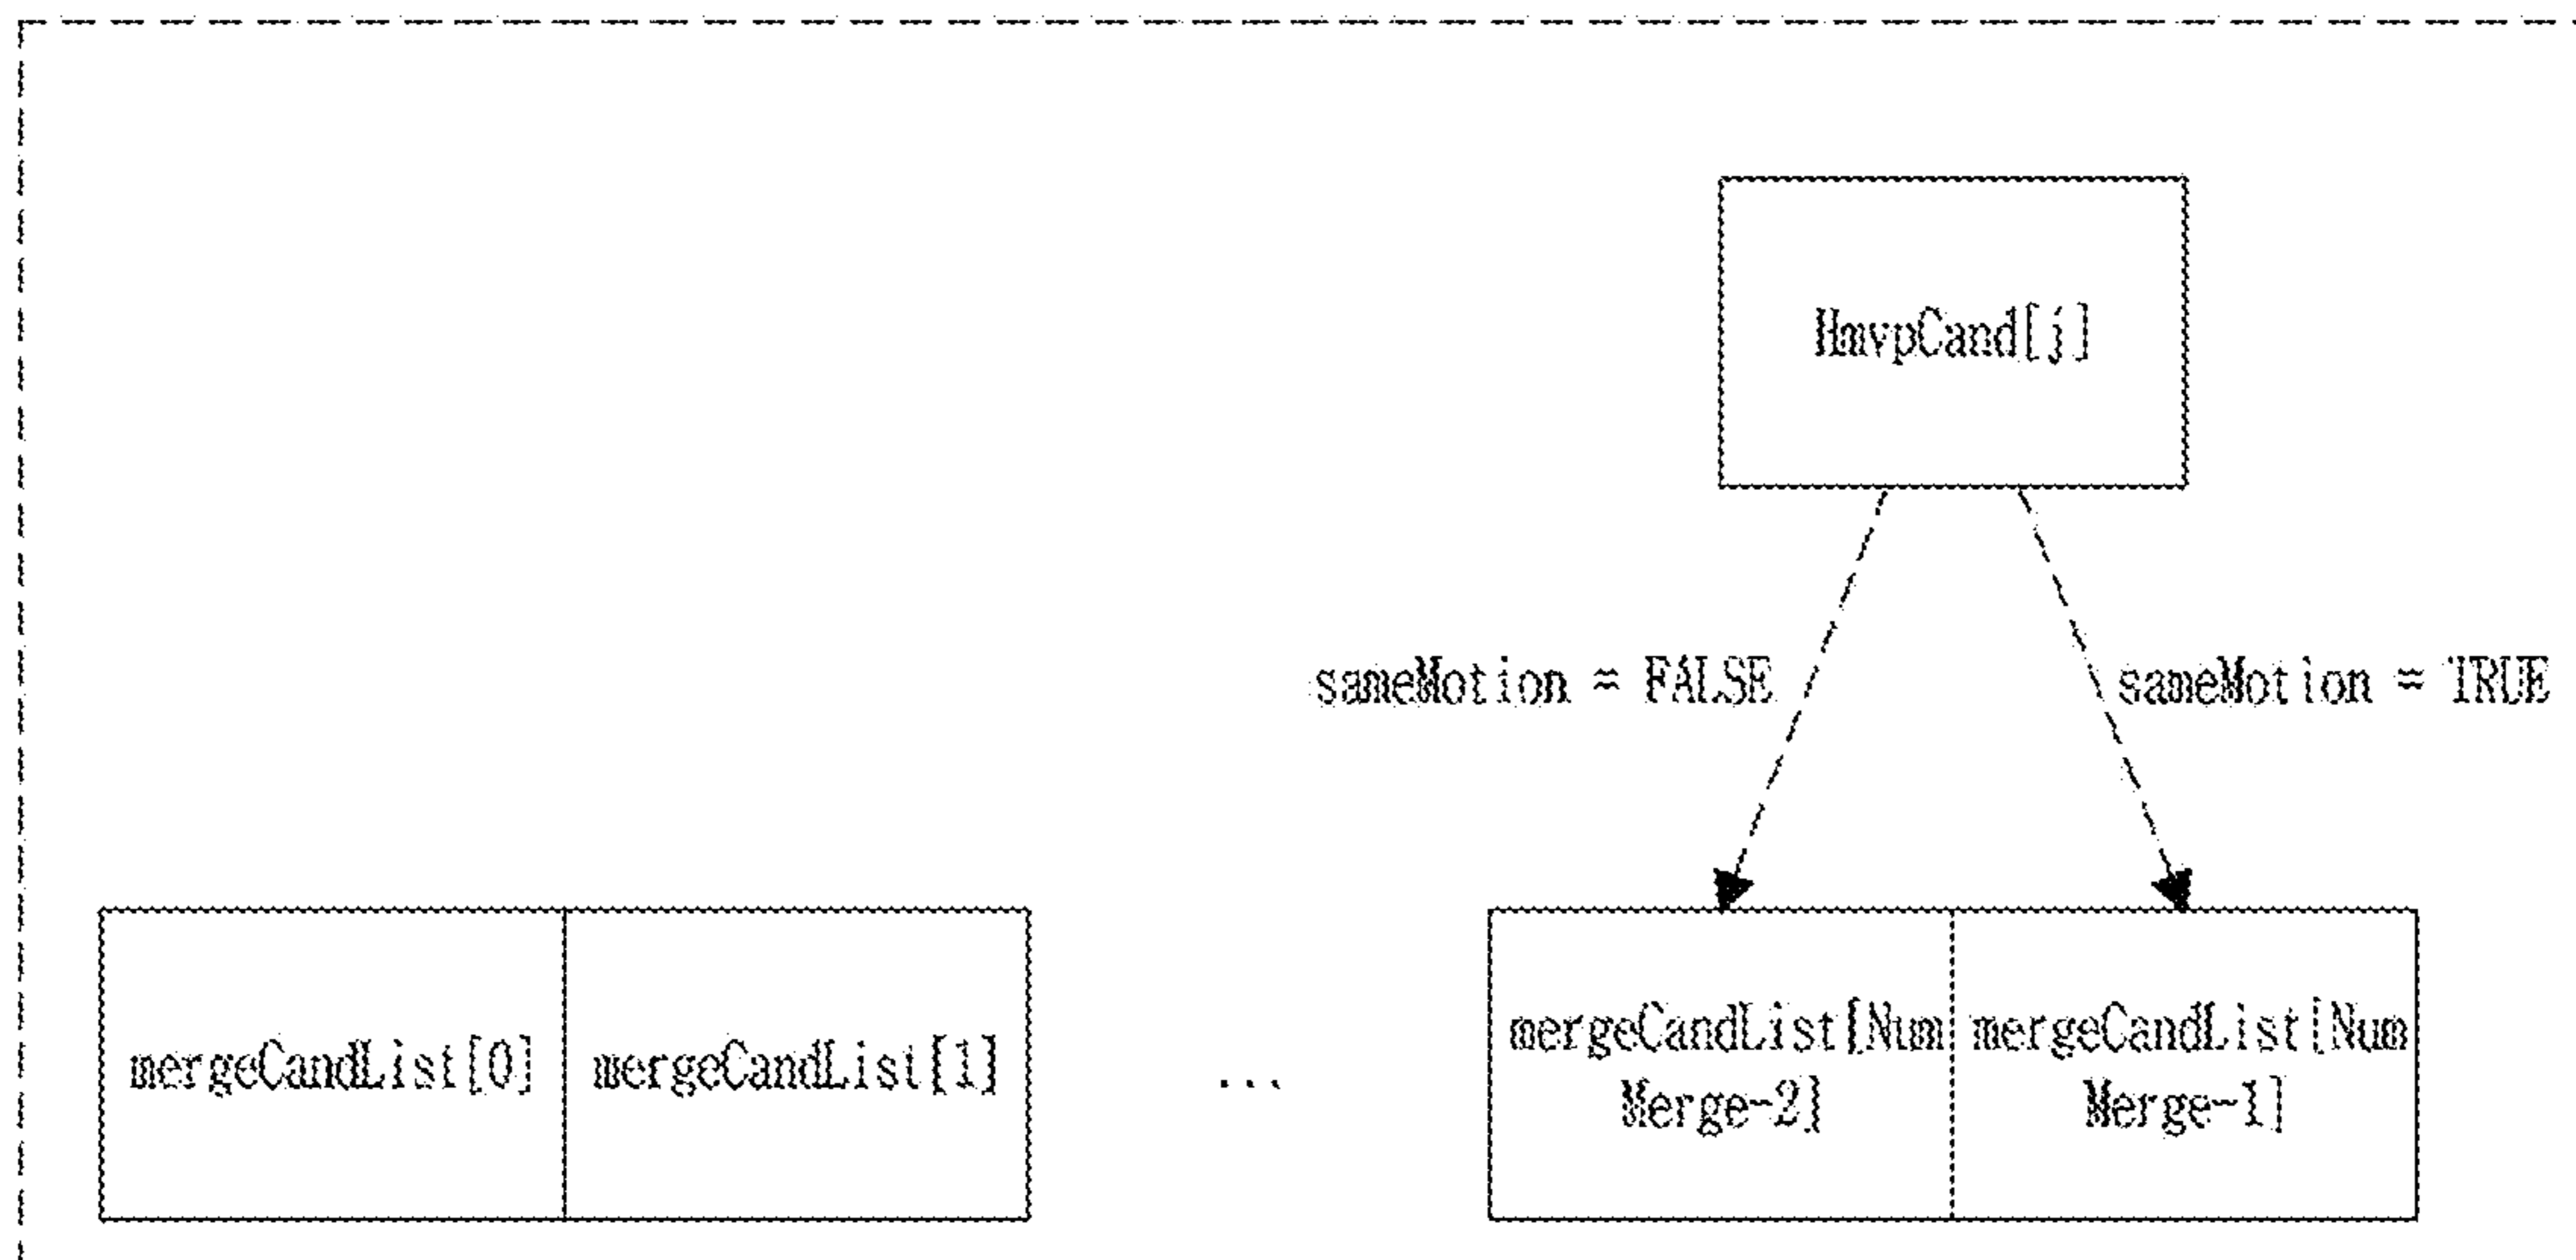 HmvpCand[j]
sameMotion = FALSE
sameMotion = TRUE
mergeCandList[0]
mergeCandList[1]
...
mergeCandList[Num
Merge-2]
mergeCandList[Num
Merge-1]